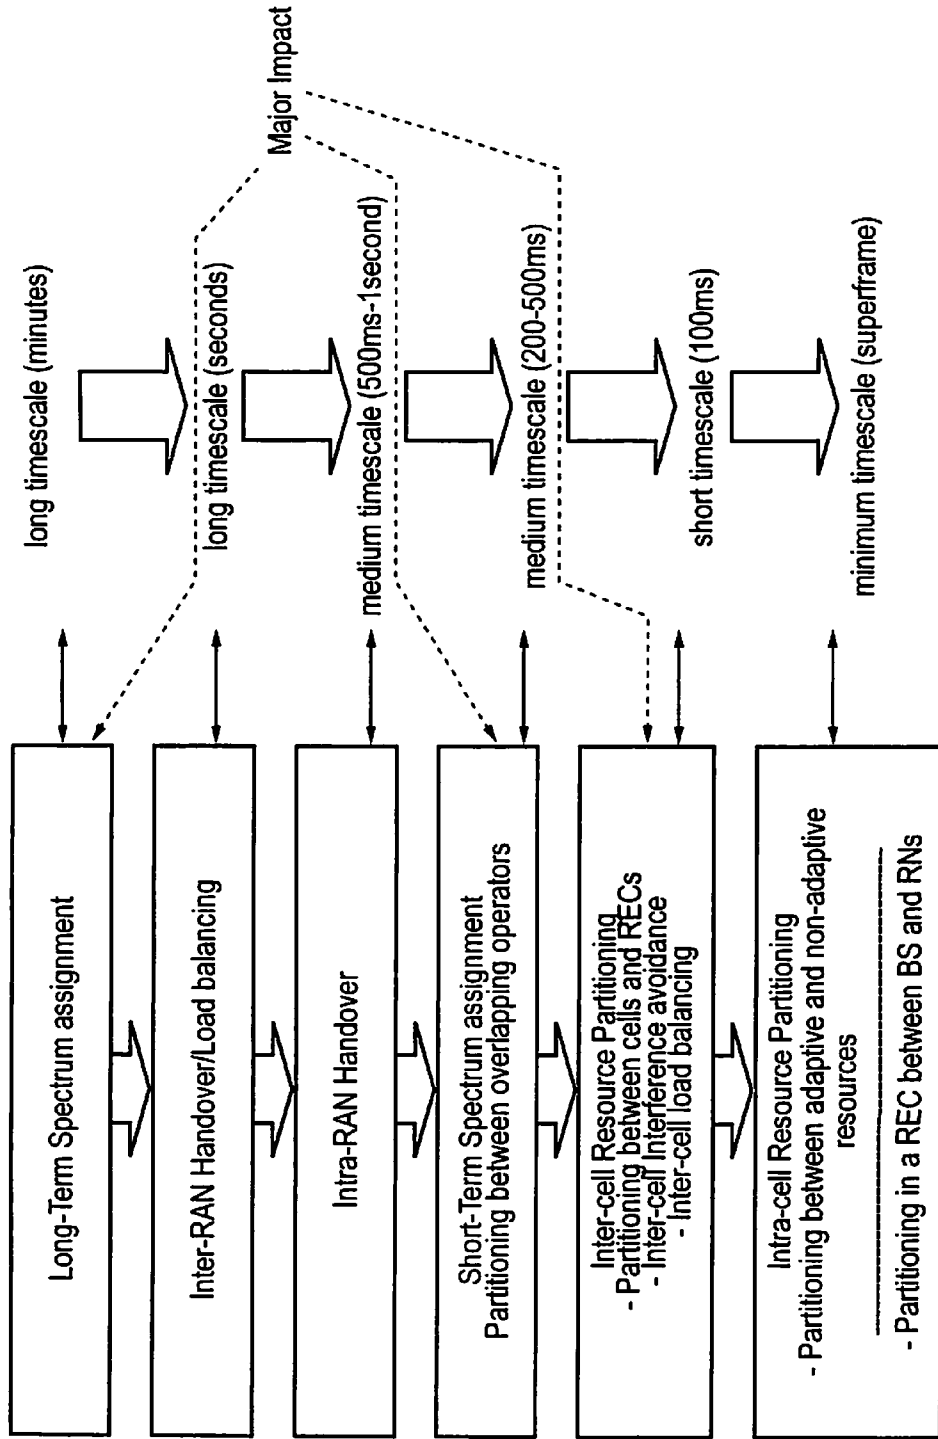 Long-Term Spectrum assignment
Inter-RAN Handover/Load balancing
Intra-RAN Handover
Short-Term Spectrum assignment
Partitioning between overlapping operators
Inter-cell Resource Partitioning
- Partitioning between cells and RECs
- Inter-cell Interference avoidance
- Inter-cell load balancing
Intra-cell Resource Partitioning
- Partitioning between adaptive and non-adaptive
resources
- Partitioning in a REC between BS and RNs
long timescale (minutes)
long timescale (seconds)
medium timescale (500ms-1second)
medium timescale (200-500ms)
short timescale (100ms)
minimum timescale (superframe)
Major Impact